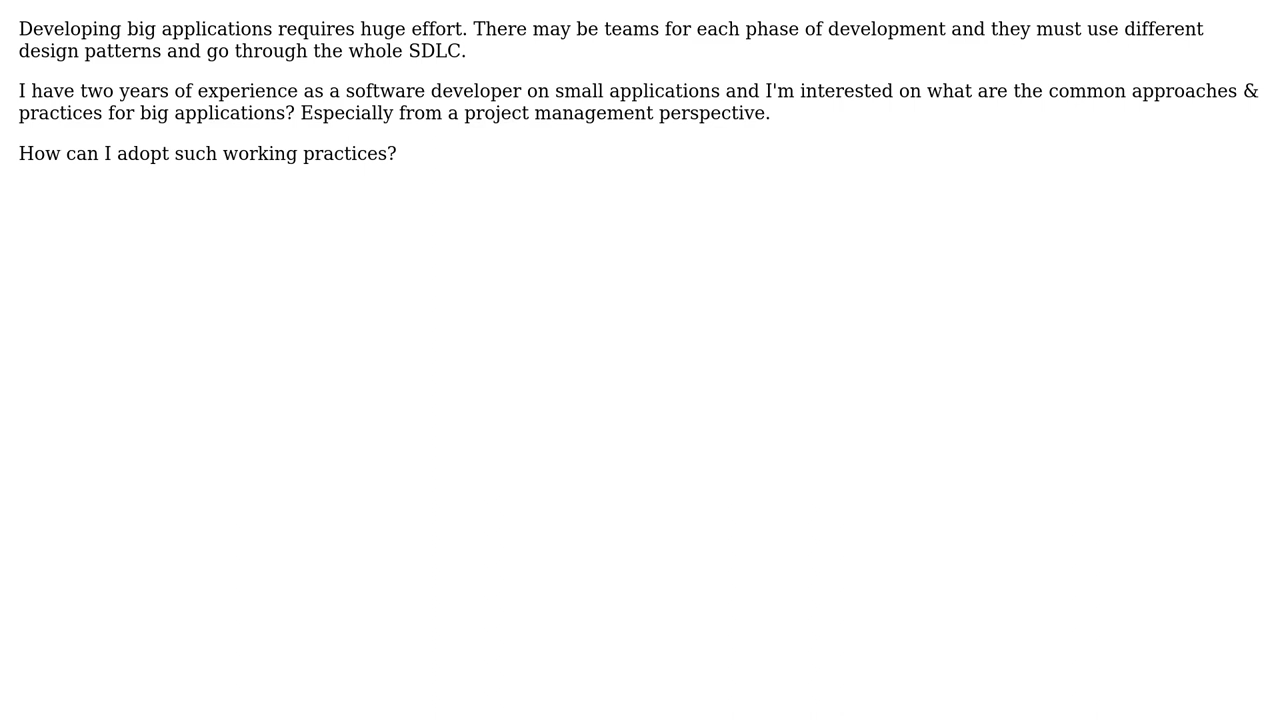 Developing big applications requires huge effort. There may be teams for each phase of development and they must use different
design patterns and go through the whole SDLC.
I have two years of experience as a software developer on small applications and I'm interested on what are the common approaches &
practices for big applications? Especially from a project management perspective.
How can I adopt such working practices?